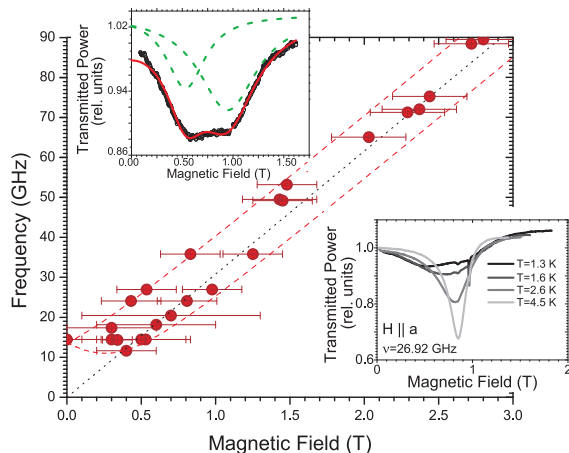 1.02
0.94
0.86
Transmitted Power
(rel. units)
0.00 0.50 1.00 1.50
Magnetic Field (T)
90
80
70
60
50
40
30
20
10
0
Frequency (GHz)
0.0 0.5 1.0 1.5 2.0 2.5 3.0
Magnetic Field (T)
1.0
0.8
0.6
Transmitted Power
(rel. units)
T=1.3 K
T=1.6 K
T=2.6 K
T=4.5 K
H || a
ν=26.92 GHz
0 1 2
Magnetic Field (T)